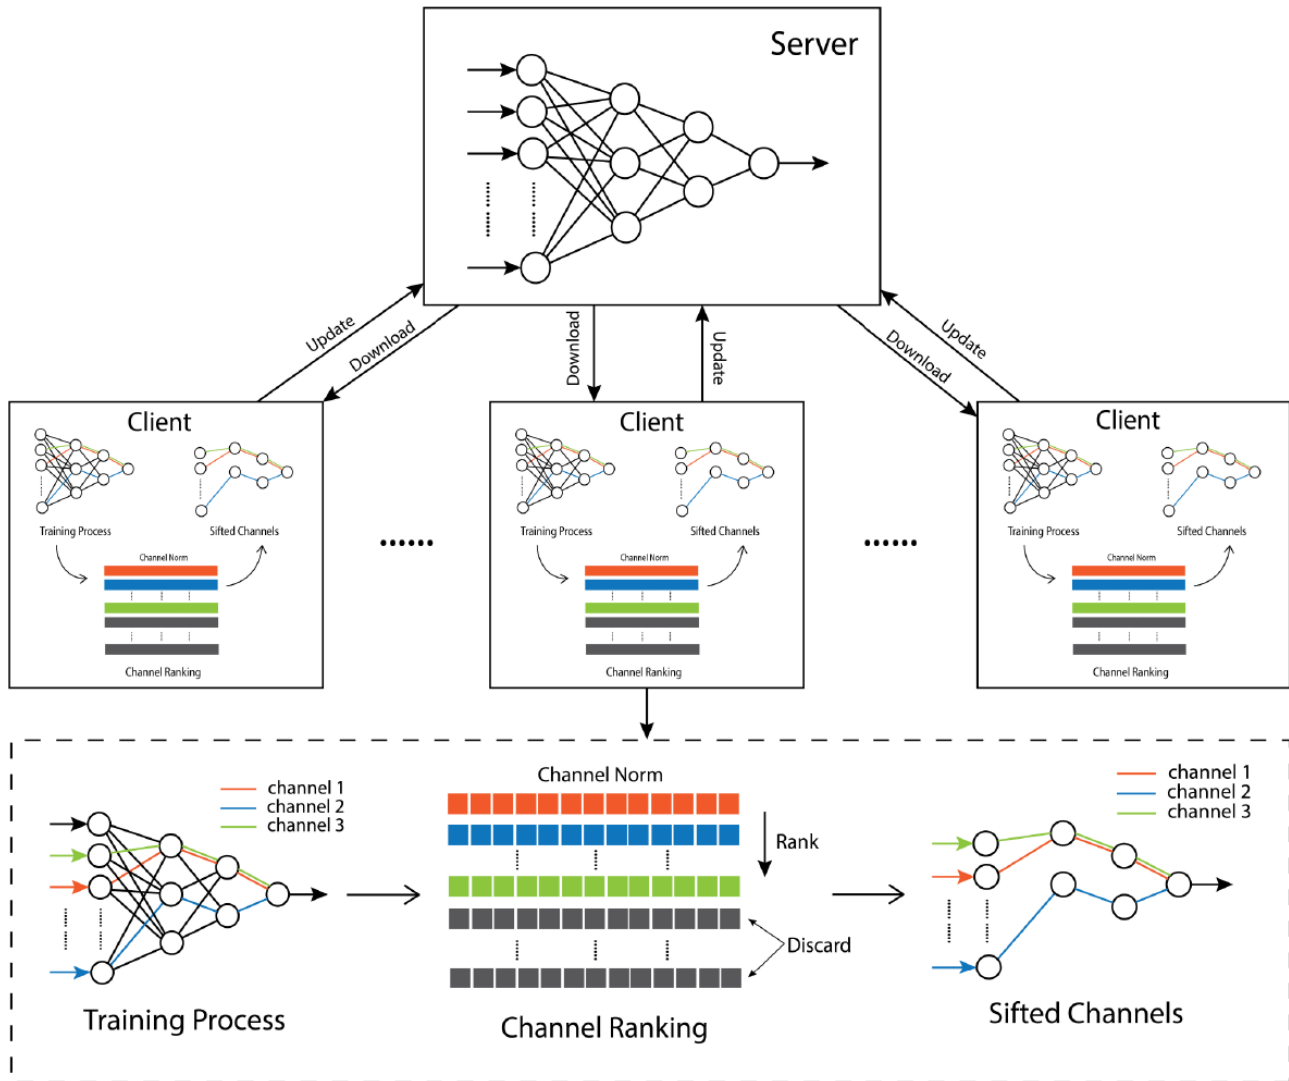 Server
Update
Download
Download
Update
Download
Update
Client
Training Process
Sifted Channels
Channel Norm
Channel Ranking
Client
Training Process
Sifted Channels
Channel Norm
Channel Ranking
Client
Training Process
Sifted Channels
Channel Norm
Channel Ranking
channel 1
channel 2
channel 3
Training Process
Channel Norm
Rank
Discard
Channel Ranking
channel 1
channel 2
channel 3
Sifted Channels